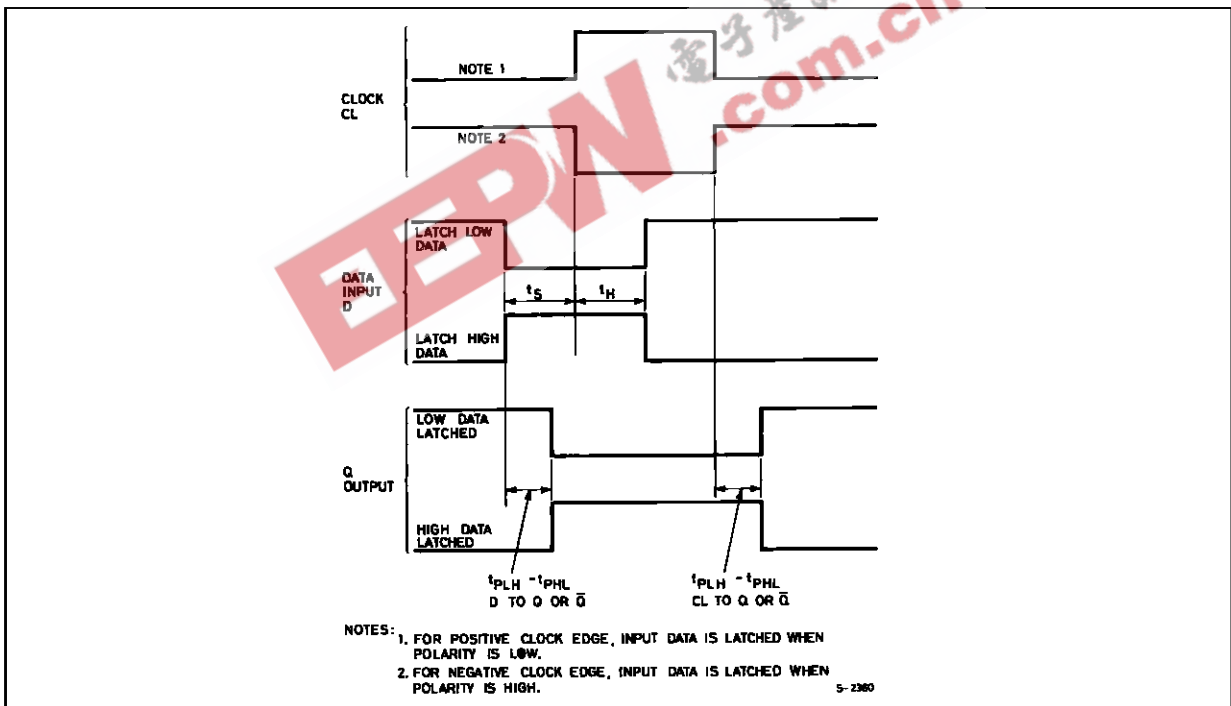 NOTE 1
CLOCK
CL
NOTE 2
LATCH LOW
DATA
DATA
INPUT
D
tS
tH
LATCH HIGH
DATA
LOW DATA
LATCHED
Q
OUTPUT
HIGH DATA
LATCHED
tPLH - tPHL
D TO Q OR Q̅
tPLH - tPHL
CL TO Q OR Q̅
NOTES:
1. FOR POSITIVE CLOCK EDGE, INPUT DATA IS LATCHED WHEN
POLARITY IS LOW.
2. FOR NEGATIVE CLOCK EDGE, INPUT DATA IS LATCHED WHEN
POLARITY IS HIGH.
S-2360
EEPW
.com.cn
電子產